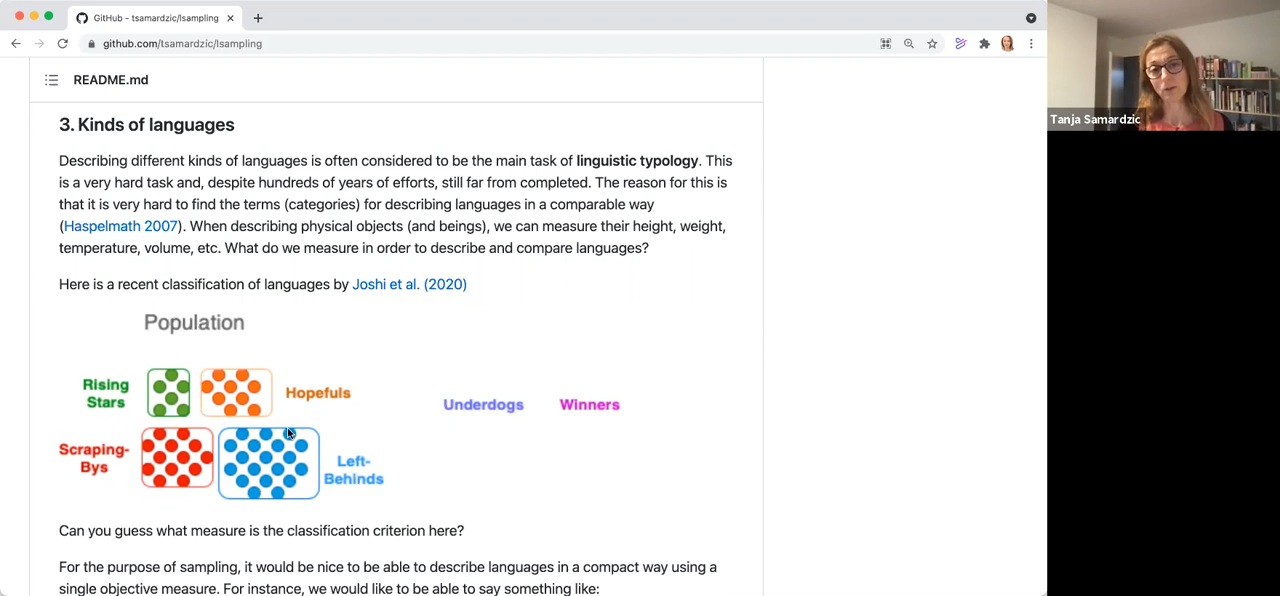 GitHub - tsamardzic/lsampling
github.com/tsamardzic/lsampling
README.md
3. Kinds of languages
Describing different kinds of languages is often considered to be the main task of linguistic typology. This
is a very hard task and, despite hundreds of years of efforts, still far from completed. The reason for this is
that it is very hard to find the terms (categories) for describing languages in a comparable way
(Haspelmath 2007). When describing physical objects (and beings), we can measure their height, weight,
temperature, volume, etc. What do we measure in order to describe and compare languages?
Here is a recent classification of languages by Joshi et al. (2020)
Population
Rising
Stars
Hopefuls
Underdogs
Winners
Scraping-
Bys
Left-
Behinds
Can you guess what measure is the classification criterion here?
For the purpose of sampling, it would be nice to be able to describe languages in a compact way using a
single objective measure. For instance, we would like to be able to say something like:
Tanja Samardzic